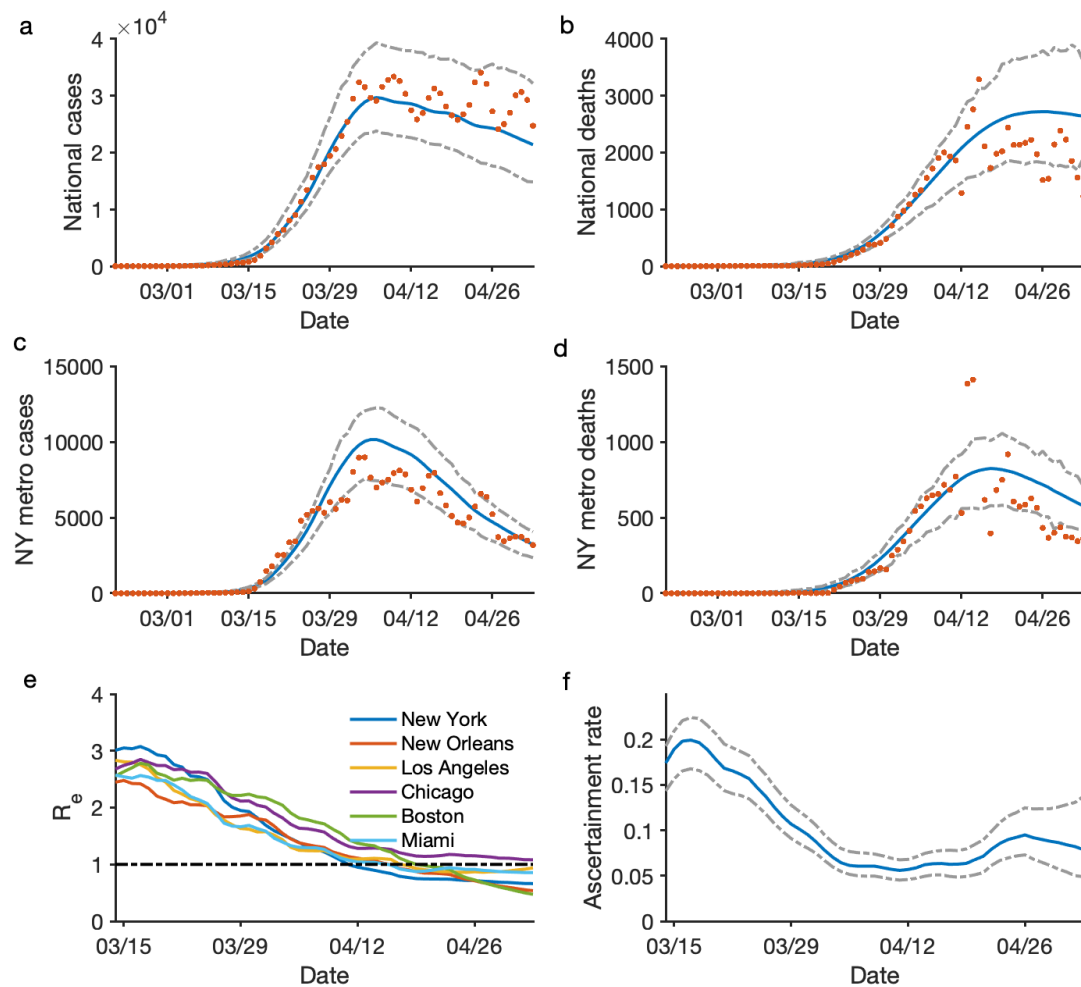 a
×10⁴
National cases
4
3
2
1
0
03/01 03/15 03/29 04/12 04/26
Date
b
National deaths
4000
3000
2000
1000
0
03/01 03/15 03/29 04/12 04/26
Date
c
NY metro cases
15000
10000
5000
0
03/01 03/15 03/29 04/12 04/26
Date
d
NY metro deaths
1500
1000
500
0
03/01 03/15 03/29 04/12 04/26
Date
e
Rₑ
4
3
2
1
0
New York
New Orleans
Los Angeles
Chicago
Boston
Miami
03/15 03/29 04/12 04/26
Date
f
Ascertainment rate
0.2
0.15
0.1
0.05
0
03/15 03/29 04/12 04/26
Date